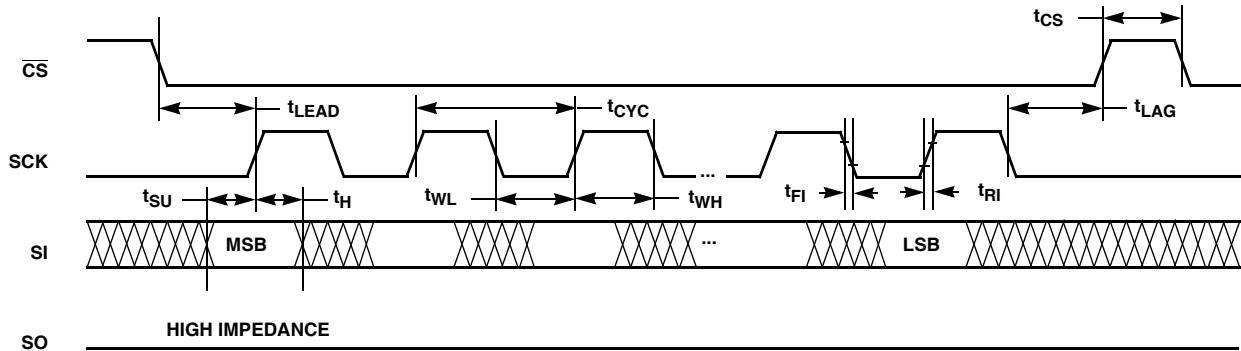 tCS
CS
tLEAD
tCYC
tLAG
SCK
...
tSU
tH
tWL
tWH
tFI
tRI
SI
MSB
...
LSB
HIGH IMPEDANCE
SO